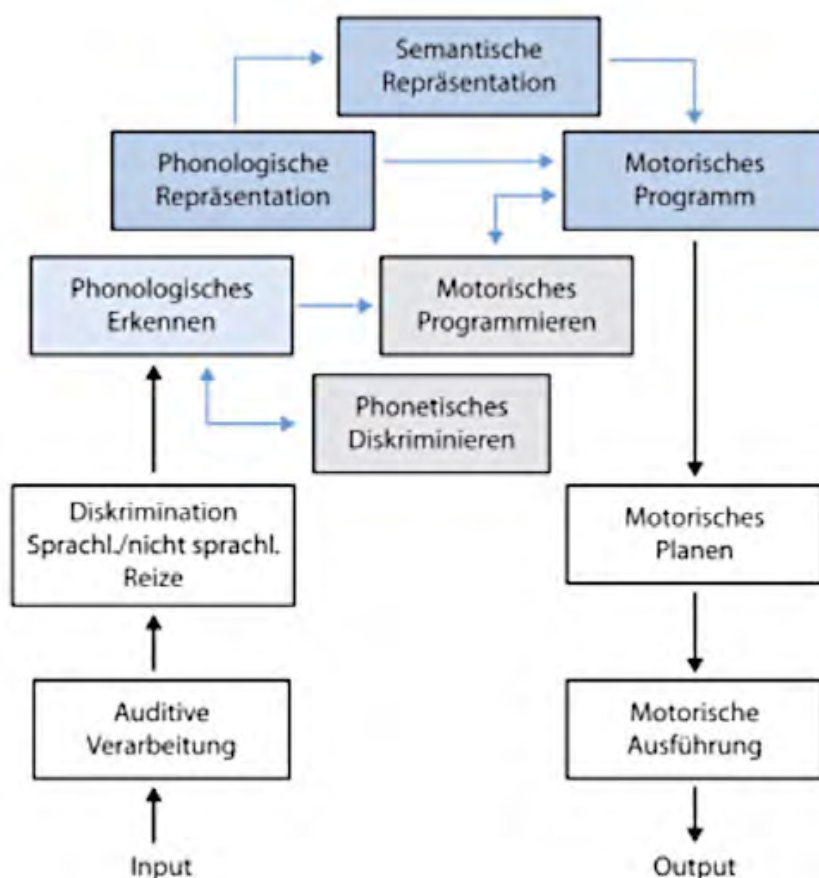 Semantische
Repräsentation
Phonologische
Repräsentation
Motorisches
Programm
Phonologisches
Erkennen
Motorisches
Programmieren
Phonetisches
Diskriminieren
Diskrimination
Sprachl./nicht sprachl.
Reize
Motorisches
Planen
Auditive
Verarbeitung
Motorische
Ausführung
Input
Output